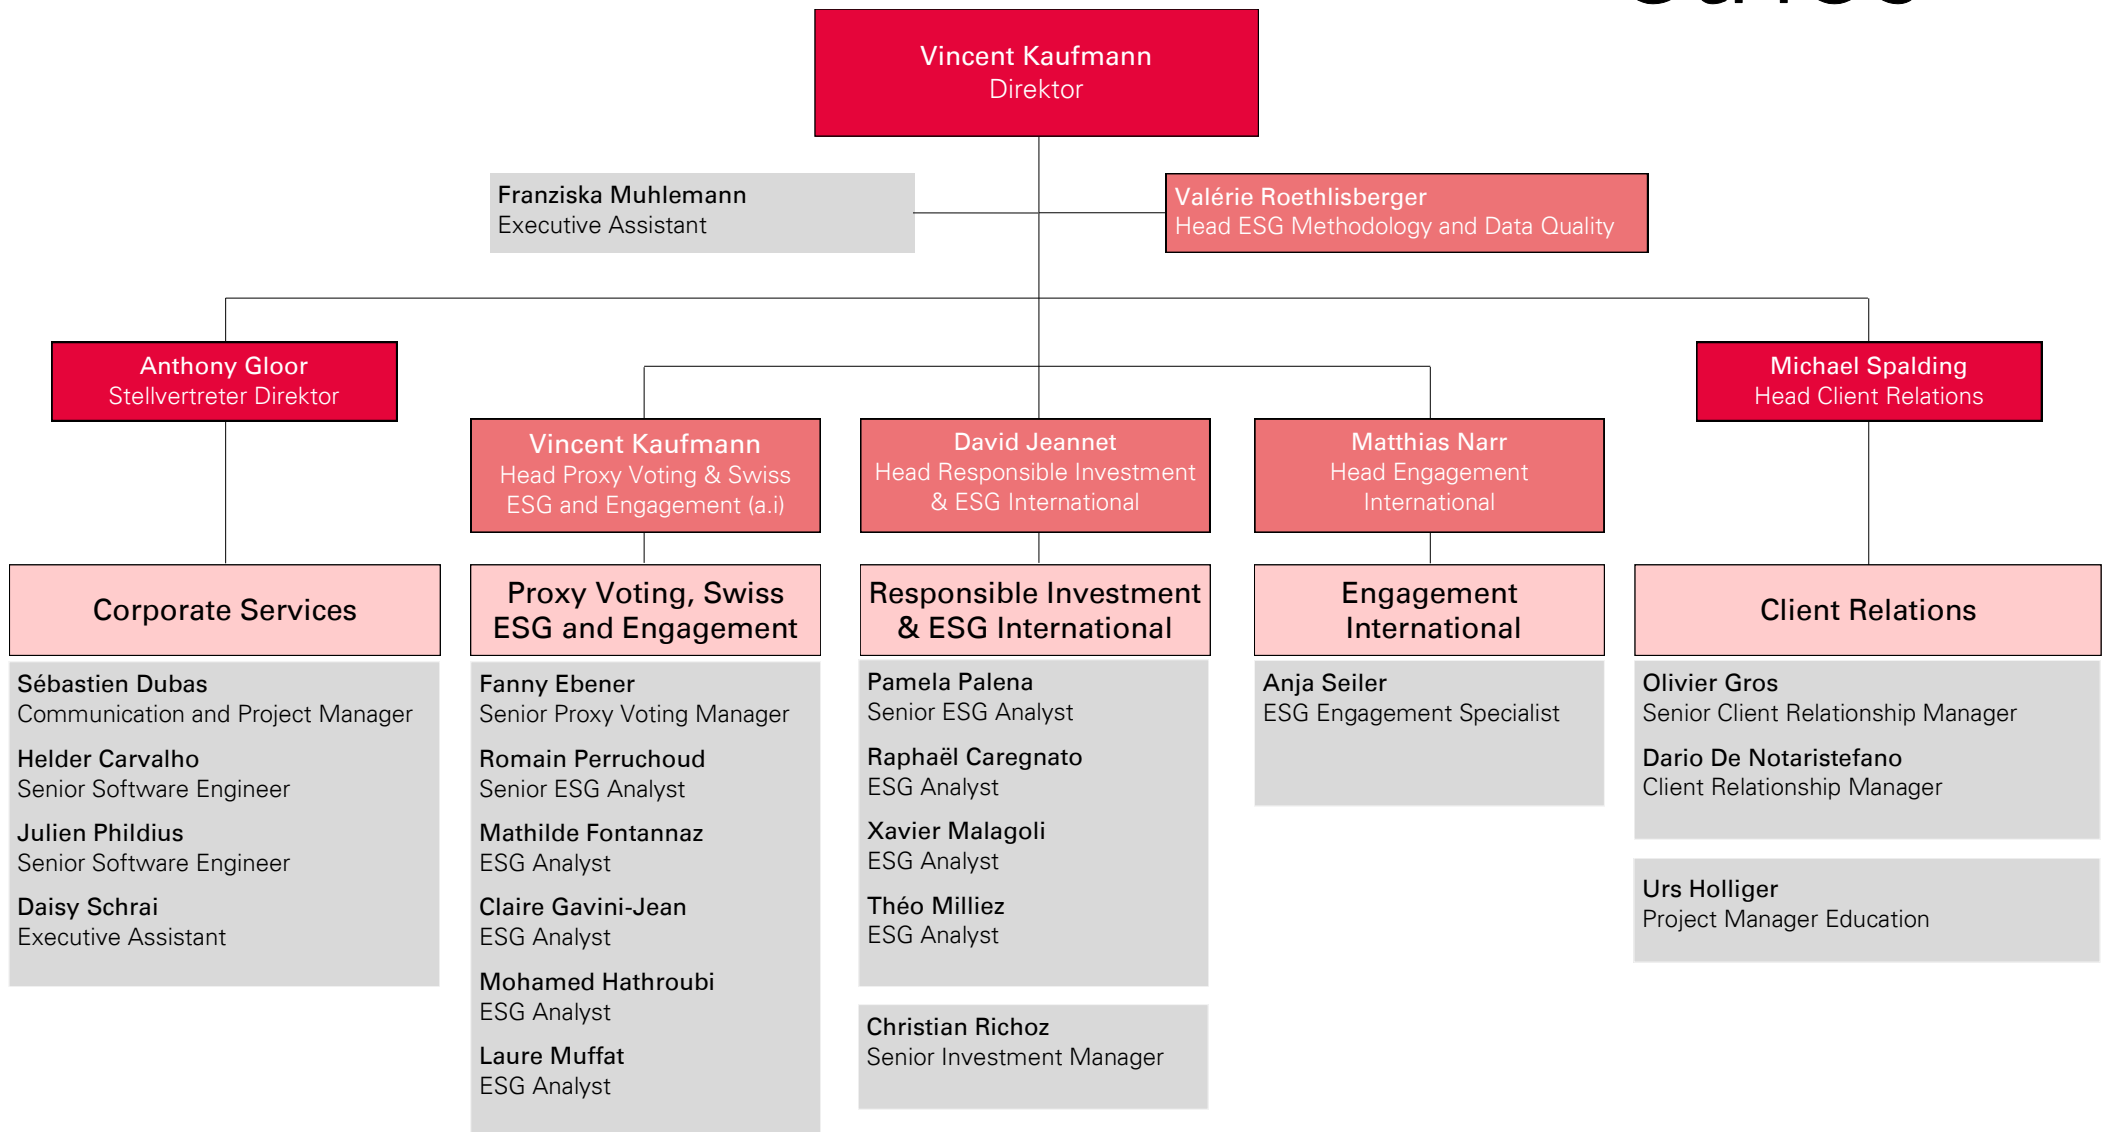 Vincent Kaufmann
Direktor
Franziska Muhlemann
Executive Assistant
Valérie Roethlisberger
Head ESG Methodology and Data Quality
Anthony Gloor
Stellvertreter Direktor
Michael Spalding
Head Client Relations
Vincent Kaufmann
Head Proxy Voting & Swiss
ESG and Engagement (a.i)
David Jeannet
Head Responsible Investment
& ESG International
Matthias Narr
Head Engagement
International
Corporate Services
Sébastien Dubas
Communication and Project Manager
Helder Carvalho
Senior Software Engineer
Julien Phildius
Senior Software Engineer
Daisy Schrai
Executive Assistant
Proxy Voting, Swiss
ESG and Engagement
Fanny Ebener
Senior Proxy Voting Manager
Romain Perruchoud
Senior ESG Analyst
Mathilde Fontannaz
ESG Analyst
Claire Gavini-Jean
ESG Analyst
Mohamed Hathroubi
ESG Analyst
Laure Muffat
ESG Analyst
Responsible Investment
& ESG International
Pamela Palena
Senior ESG Analyst
Raphaël Caregnato
ESG Analyst
Xavier Malagoli
ESG Analyst
Théo Milliez
ESG Analyst
Christian Richoz
Senior Investment Manager
Engagement
International
Anja Seiler
ESG Engagement Specialist
Client Relations
Olivier Gros
Senior Client Relationship Manager
Dario De Notaristefano
Client Relationship Manager
Urs Holliger
Project Manager Education